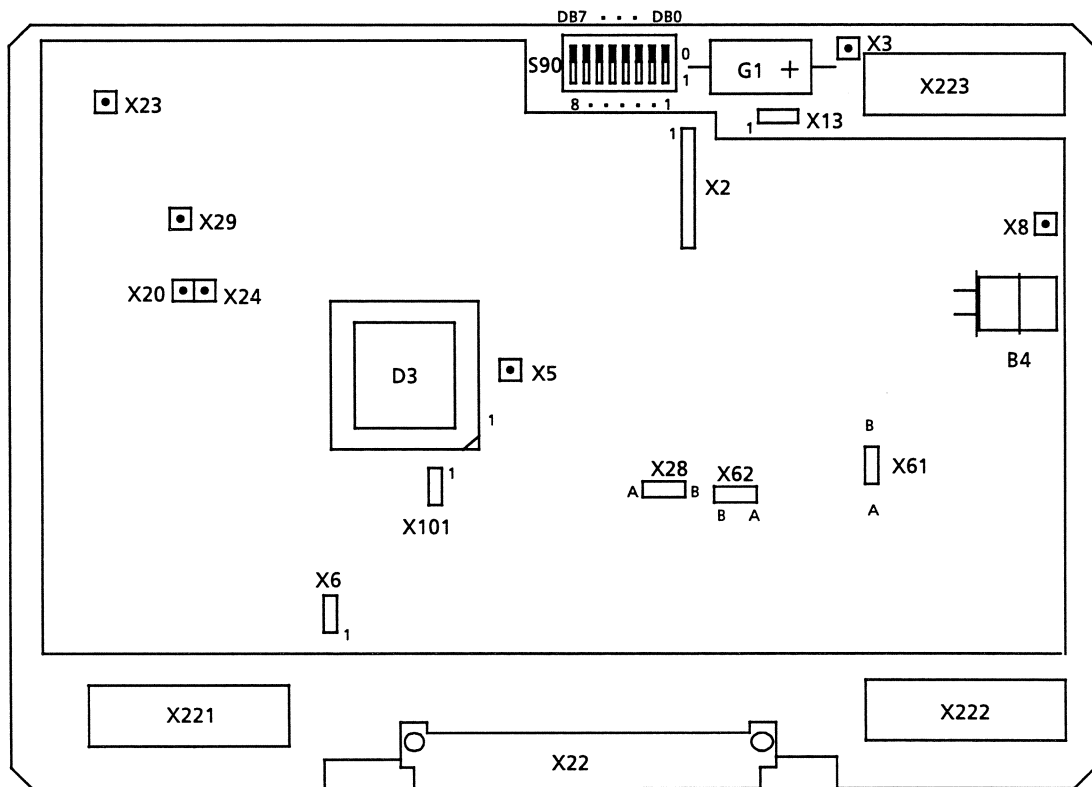 DB7 · · · DB0
S90
0
1
8 · · · · · 1
G1 +
X3
X223
X23
1
X13
1
X2
X29
X8
X20
X24
B4
D3
X5
1
B
X61
A
X28
A
B
X62
B A
1
X101
X6
1
X221
X222
X22